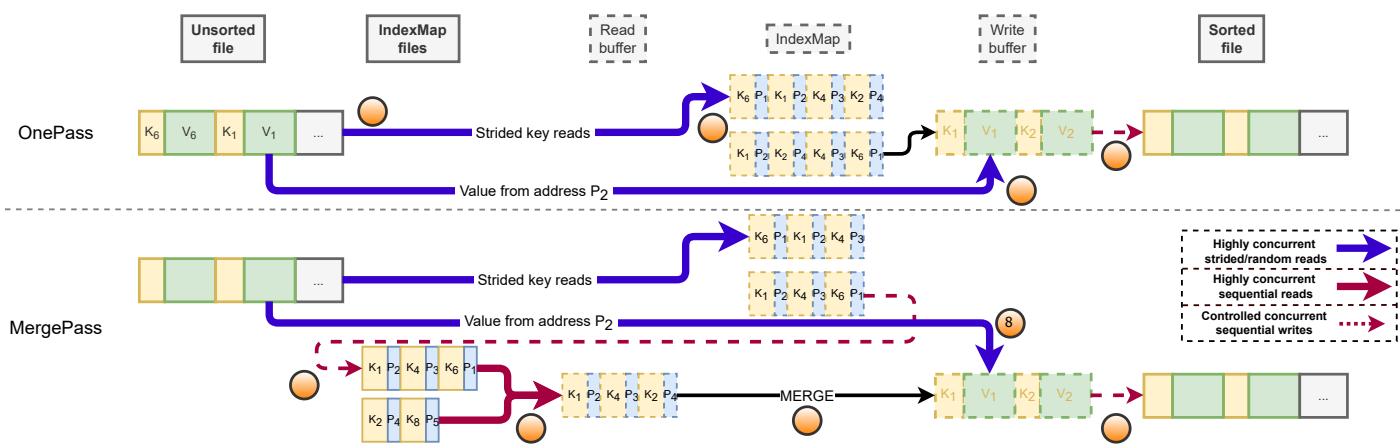 Unsorted
file
IndexMap
files
Read
buffer
IndexMap
Write
buffer
Sorted
file
OnePass
K6 V6 K1 V1 ...
Strided key reads
K6 P1 K1 P2 K4 P3 K2 P4
K1 P2 K2 P4 K4 P3 K6 P1
K1 V1 K2 V2
...
Value from address P2
MergePass
...
Strided key reads
K6 P1 K1 P2 K4 P3
K1 P2 K4 P3 K6 P1
Value from address P2
8
K1 P2 K4 P3 K6 P1
K2 P4 K8 P5
K1 P2 K4 P3 K2 P4
MERGE
K1 V1 K2 V2
...
Highly concurrent
strided/random reads
Highly concurrent
sequential reads
Controlled concurrent
sequential writes